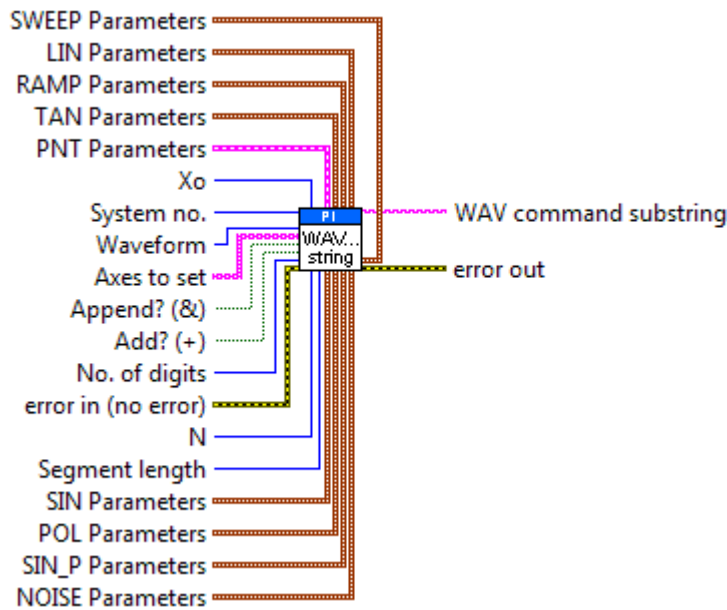 SWEEP Parameters
LIN Parameters
RAMP Parameters
TAN Parameters
PNT Parameters
Xo
System no.
Waveform
Axes to set
Append? (&)
Add? (+)
No. of digits
error in (no error)
N
Segment length
SIN Parameters
POL Parameters
SIN_P Parameters
NOISE Parameters
PI
WAV...
string
WAV command substring
error out